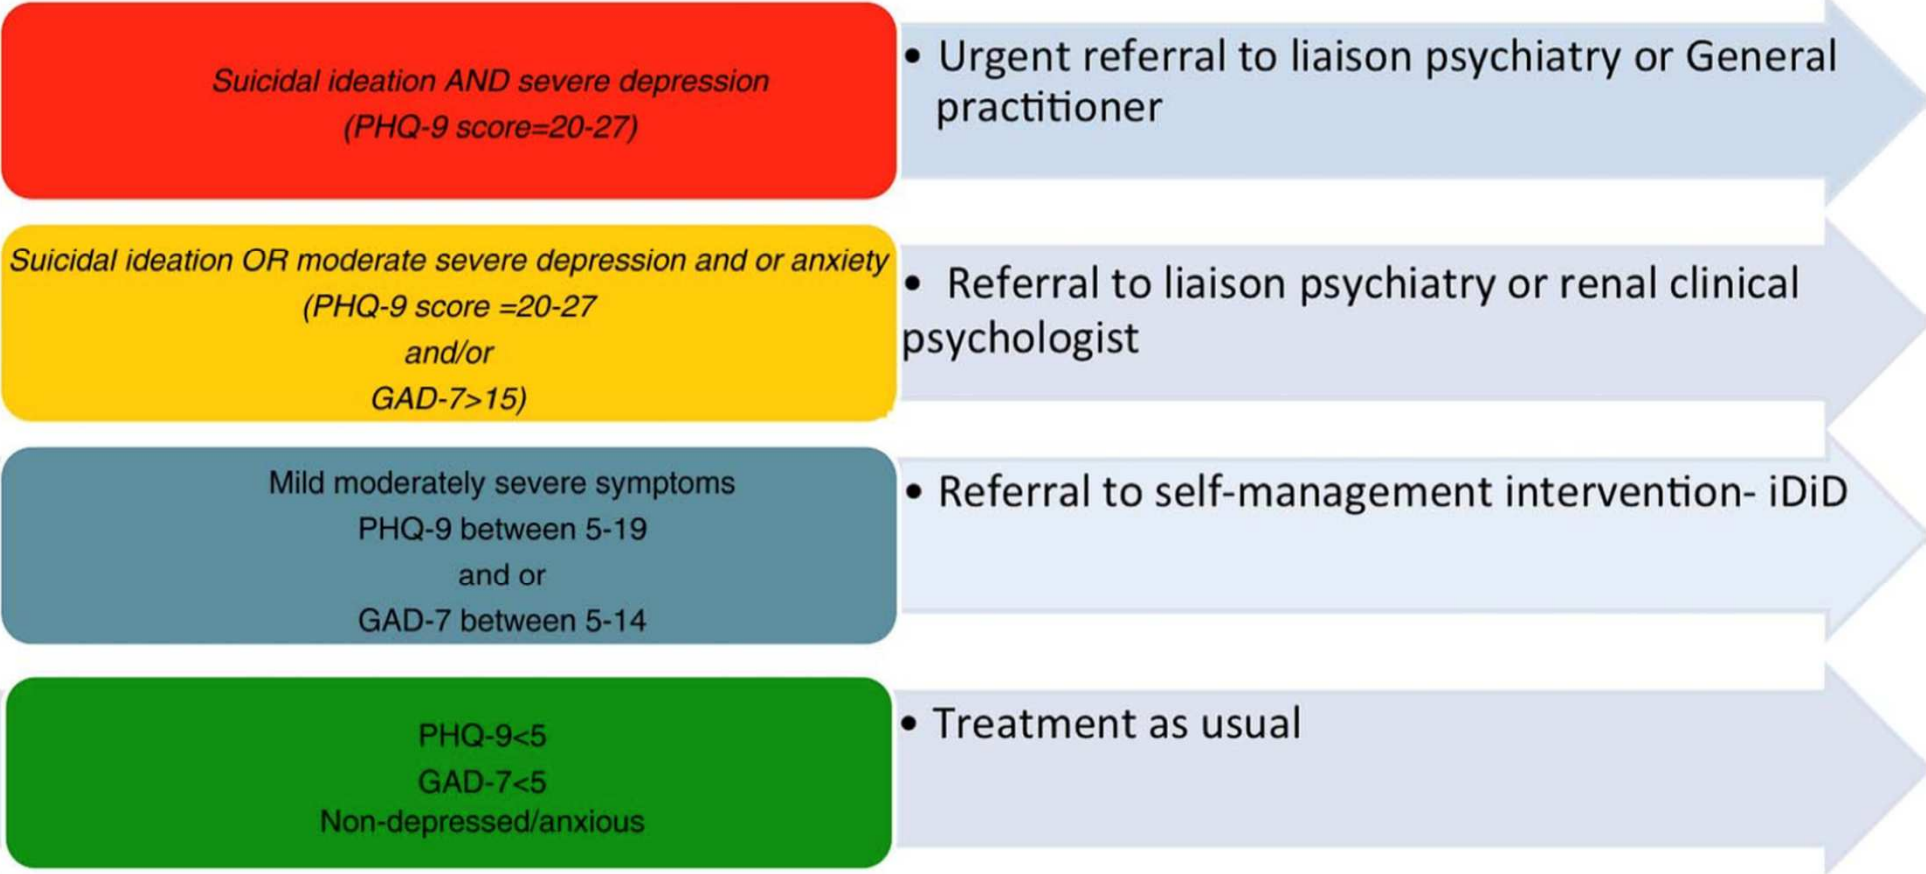 Suicidal ideation AND severe depression
(PHQ-9 score=20-27)
• Urgent referral to liaison psychiatry or General
practitioner
Suicidal ideation OR moderate severe depression and or anxiety
(PHQ-9 score =20-27
and/or
GAD-7>15)
• Referral to liaison psychiatry or renal clinical
psychologist
Mild moderately severe symptoms
PHQ-9 between 5-19
and or
GAD-7 between 5-14
• Referral to self-management intervention- iDiD
PHQ-9<5
GAD-7<5
Non-depressed/anxious
• Treatment as usual